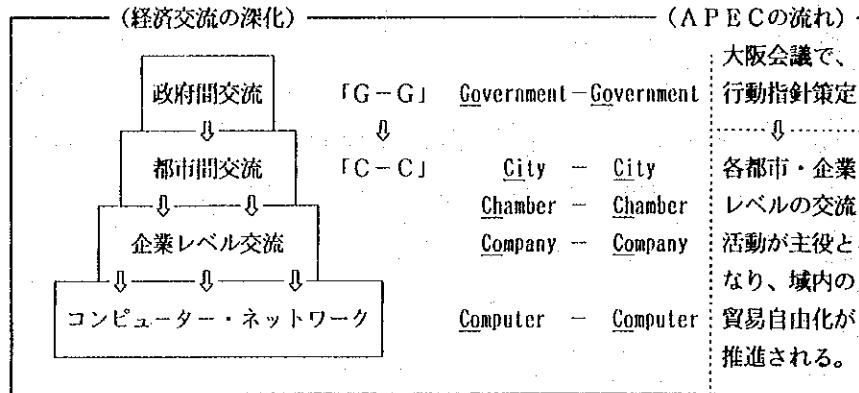 (経済交流の深化)
(APECの流れ)
政府間交流 「G-G」 Government-Government
⇩ ⇩
都市間交流 「C-C」 City - City
⇩ ⇩
Chamber - Chamber
企業レベル交流 Company - Company
⇩ ⇩ ⇩
コンピューター・ネットワーク Computer - Computer
大阪会議で、
行動指針策定
⇩
各都市・企業
レベルの交流
活動が主役と
なり、域内の
貿易自由化が
推進される。